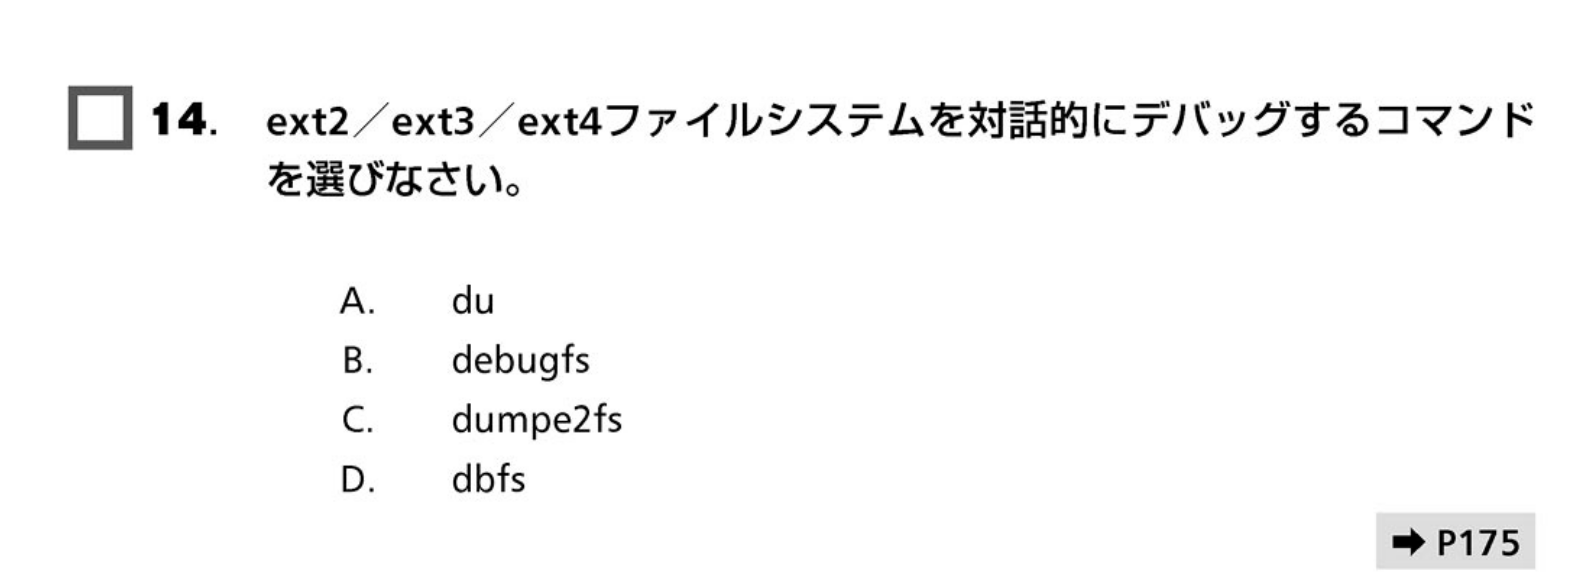 14. ext2／ext3／ext4ファイルシステムを対話的にデバッグするコマンド
を選びなさい。
A. du
B. debugfs
C. dumpe2fs
D. dbfs
➡ P175